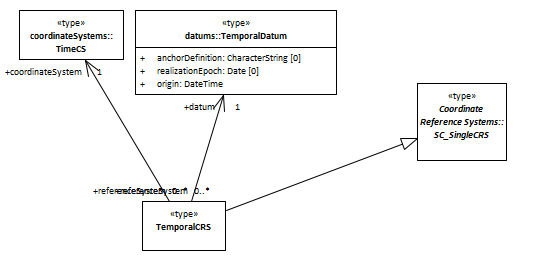 «type»
coordinateSystems::
TimeCS
«type»
datums::TemporalDatum
+ anchorDefinition: CharacterString [0]
+ realizationEpoch: Date [0]
+ origin: DateTime
+coordinateSystem 1
+datum 1
«type»
Coordinate
Reference Systems::
SC_SingleCRS
0..*
«type»
TemporalCRS